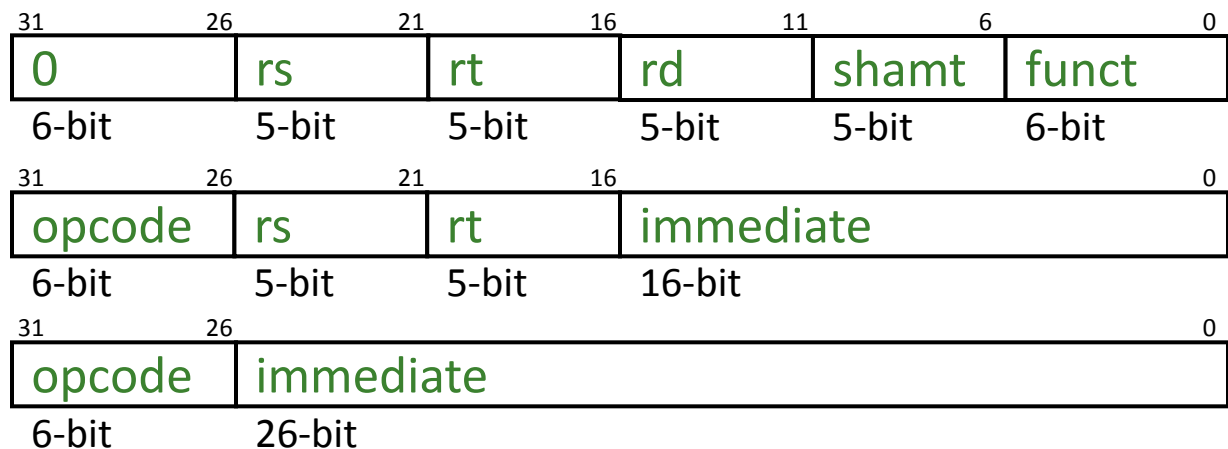 31 26 21 16 11 6 0
0 rs rt rd shamt funct
6-bit 5-bit 5-bit 5-bit 5-bit 6-bit
31 26 21 16 0
opcode rs rt immediate
6-bit 5-bit 5-bit 16-bit
31 26 0
opcode immediate
6-bit 26-bit